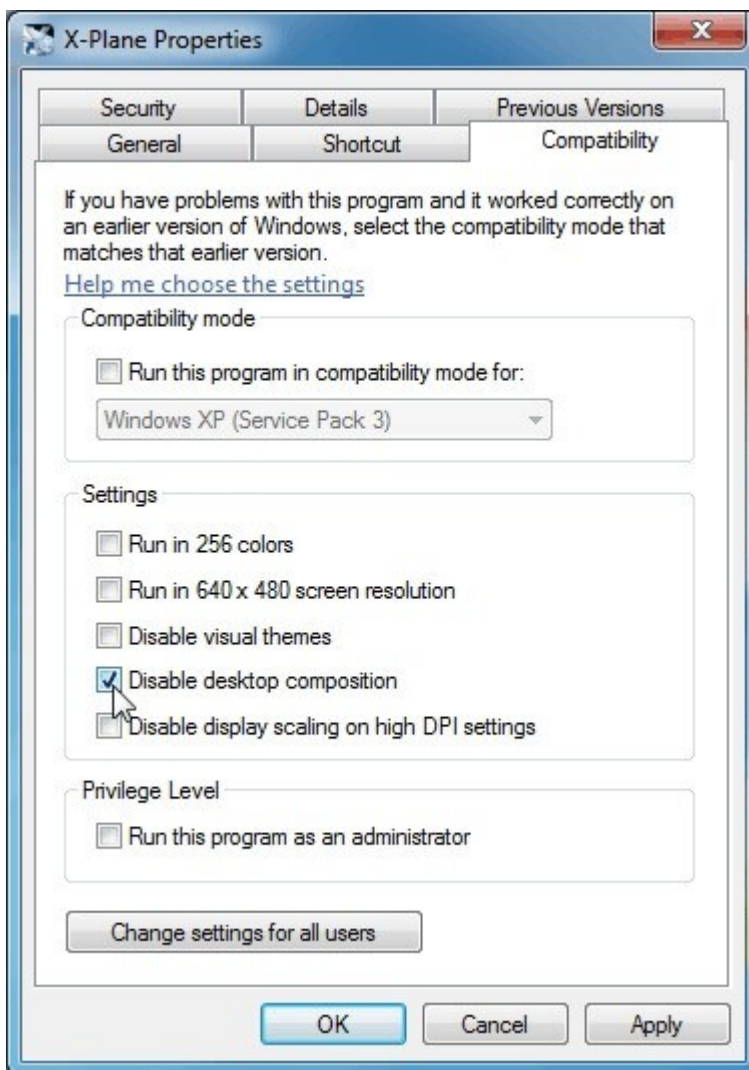 X-Plane Properties
Security Details Previous Versions
General Shortcut Compatibility
If you have problems with this program and it worked correctly on
an earlier version of Windows, select the compatibility mode that
matches that earlier version.
Help me choose the settings
Compatibility mode
Run this program in compatibility mode for:
Windows XP (Service Pack 3)
Settings
Run in 256 colors
Run in 640 x 480 screen resolution
Disable visual themes
Disable desktop composition
Disable display scaling on high DPI settings
Privilege Level
Run this program as an administrator
Change settings for all users
OK Cancel Apply